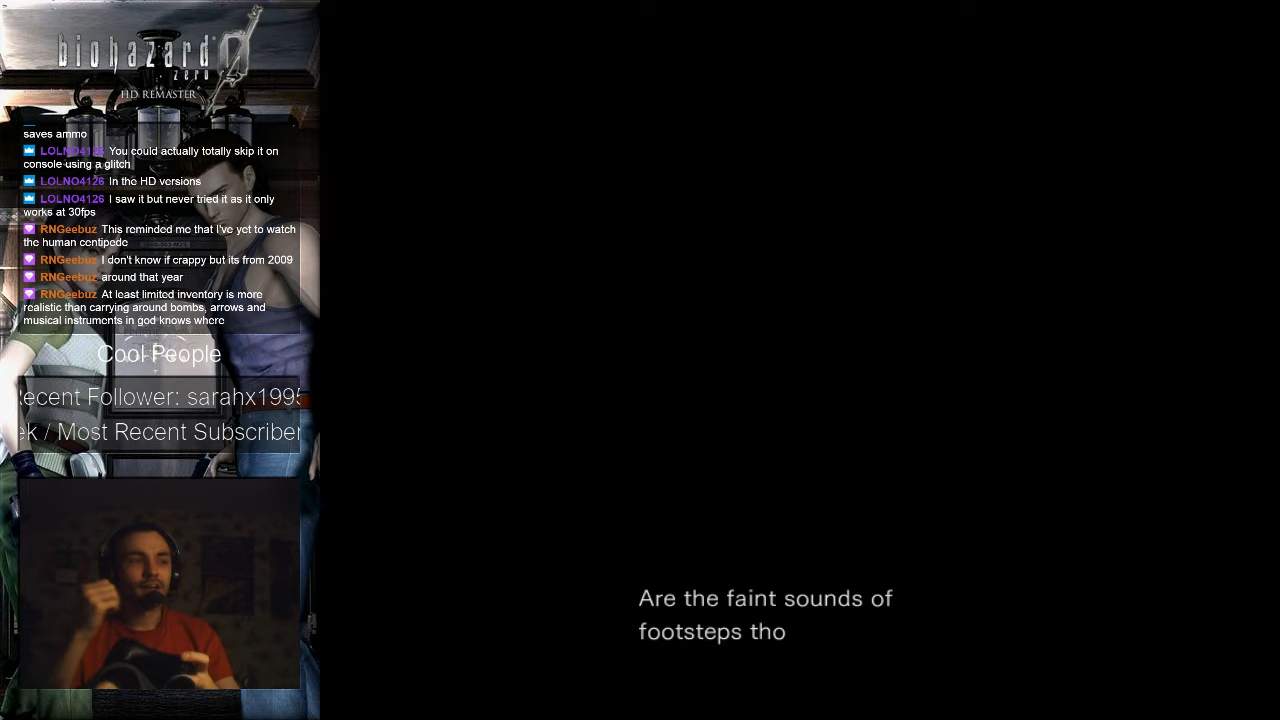 biohazard 0
zero
HD REMASTER
saves ammo
LOLNO4126 You could actually totally skip it on
console using a glitch
LOLNO4126 In the HD versions
LOLNO4126 I saw it but never tried it as it only
works at 30fps
RNGeebuz This reminded me that I've yet to watch
the human centipede
RNGeebuz I don't know if crappy but its from 2009
RNGeebuz around that year
RNGeebuz At least limited inventory is more
realistic than carrying around bombs, arrows and
musical instruments in god knows where
Cool People
ecent Follower: sarahx1995
ek / Most Recent Subscriber
Are the faint sounds of
footsteps tho